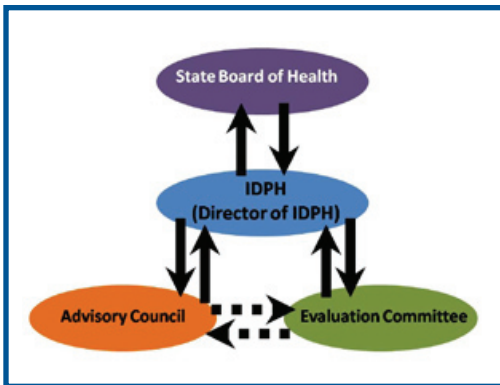 State Board of Health
IDPH
(Director of IDPH)
Advisory Council
Evaluation Committee